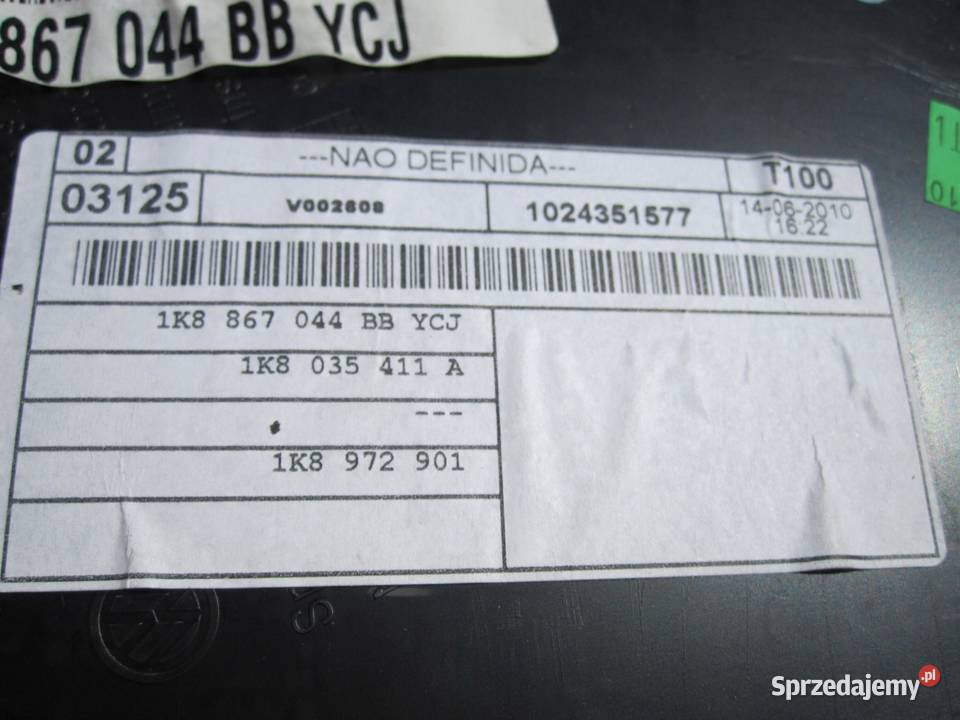 867 044 BB YCJ
02
---NAO DEFINIDA---
T100
03125
V002608
1024351577
14-06-2010
16:22
1K8 867 044 BB YCJ
1K8 035 411 A
---
1K8 972 901
Sprzedajemy.pl